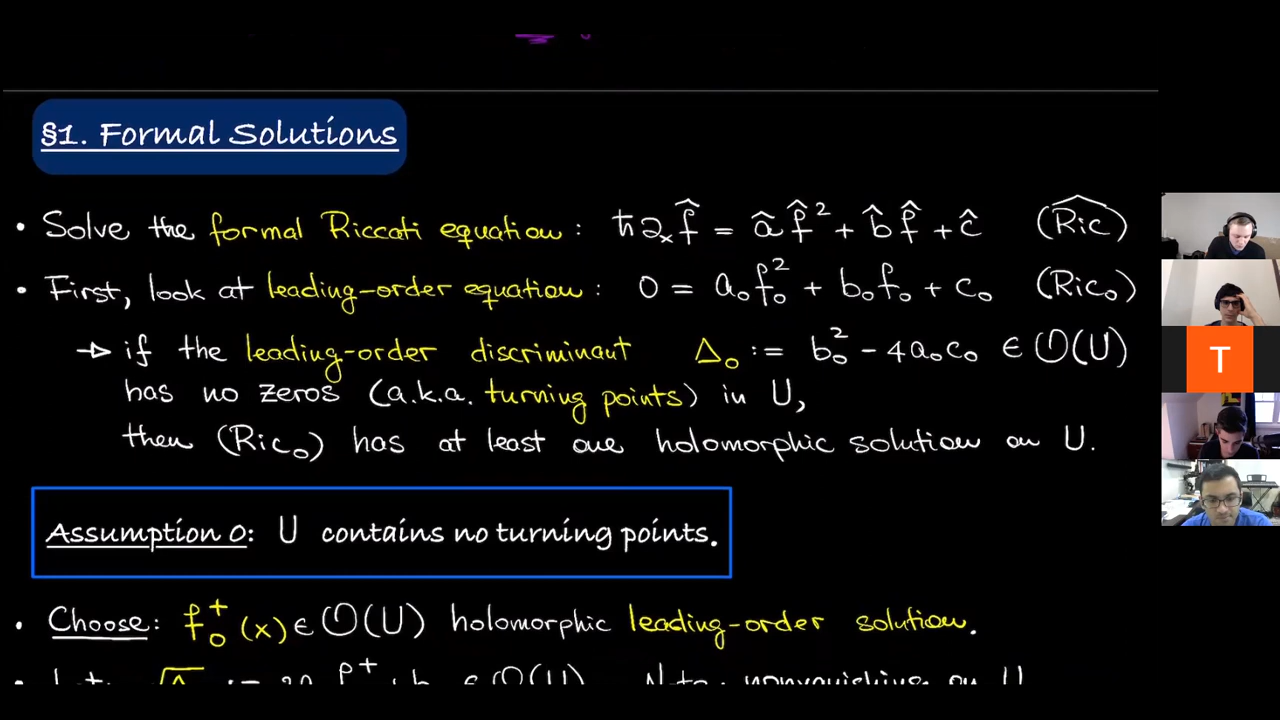 §1. Formal Solutions
• Solve the formal Riccati equation: ℏ∂ₓf̂ = âf̂² + b̂f̂ + ĉ (R̂ic)
• First, look at leading-order equation: 0 = a₀f₀² + b₀f₀ + c₀ (Ric₀)
→ if the leading-order discriminant Δ₀ := b₀² − 4a₀c₀ ∈ 𝒪(U)
has no zeros (a.k.a. turning points) in U,
then (Ric₀) has at least one holomorphic solution on U.
Assumption 0: U contains no turning points.
• Choose: f₀⁺(x) ∈ 𝒪(U) holomorphic leading-order solution.
T